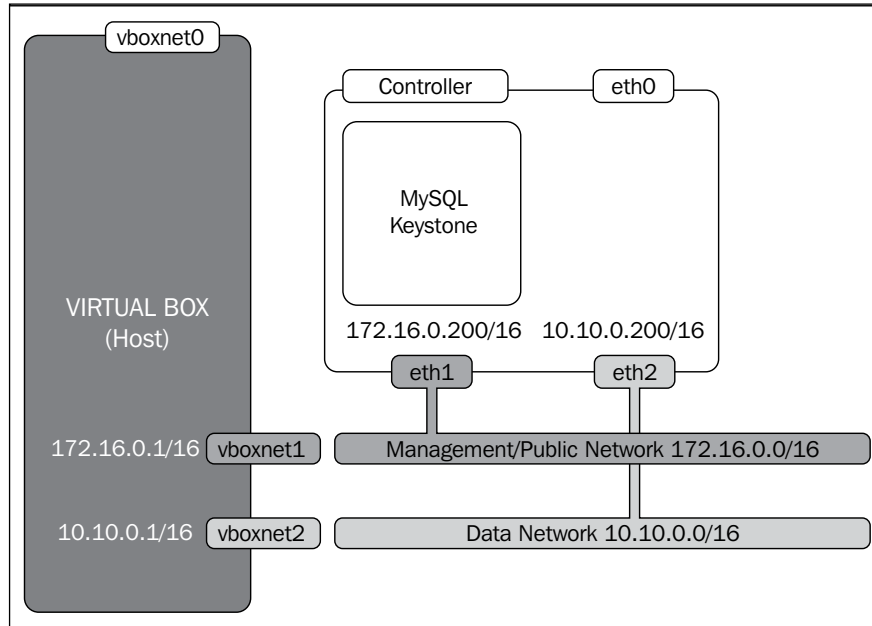 vboxnet0
Controller
eth0
MySQL
Keystone
VIRTUAL BOX
(Host)
172.16.0.200/16
10.10.0.200/16
eth1
eth2
172.16.0.1/16
vboxnet1
Management/Public Network 172.16.0.0/16
10.10.0.1/16
vboxnet2
Data Network 10.10.0.0/16